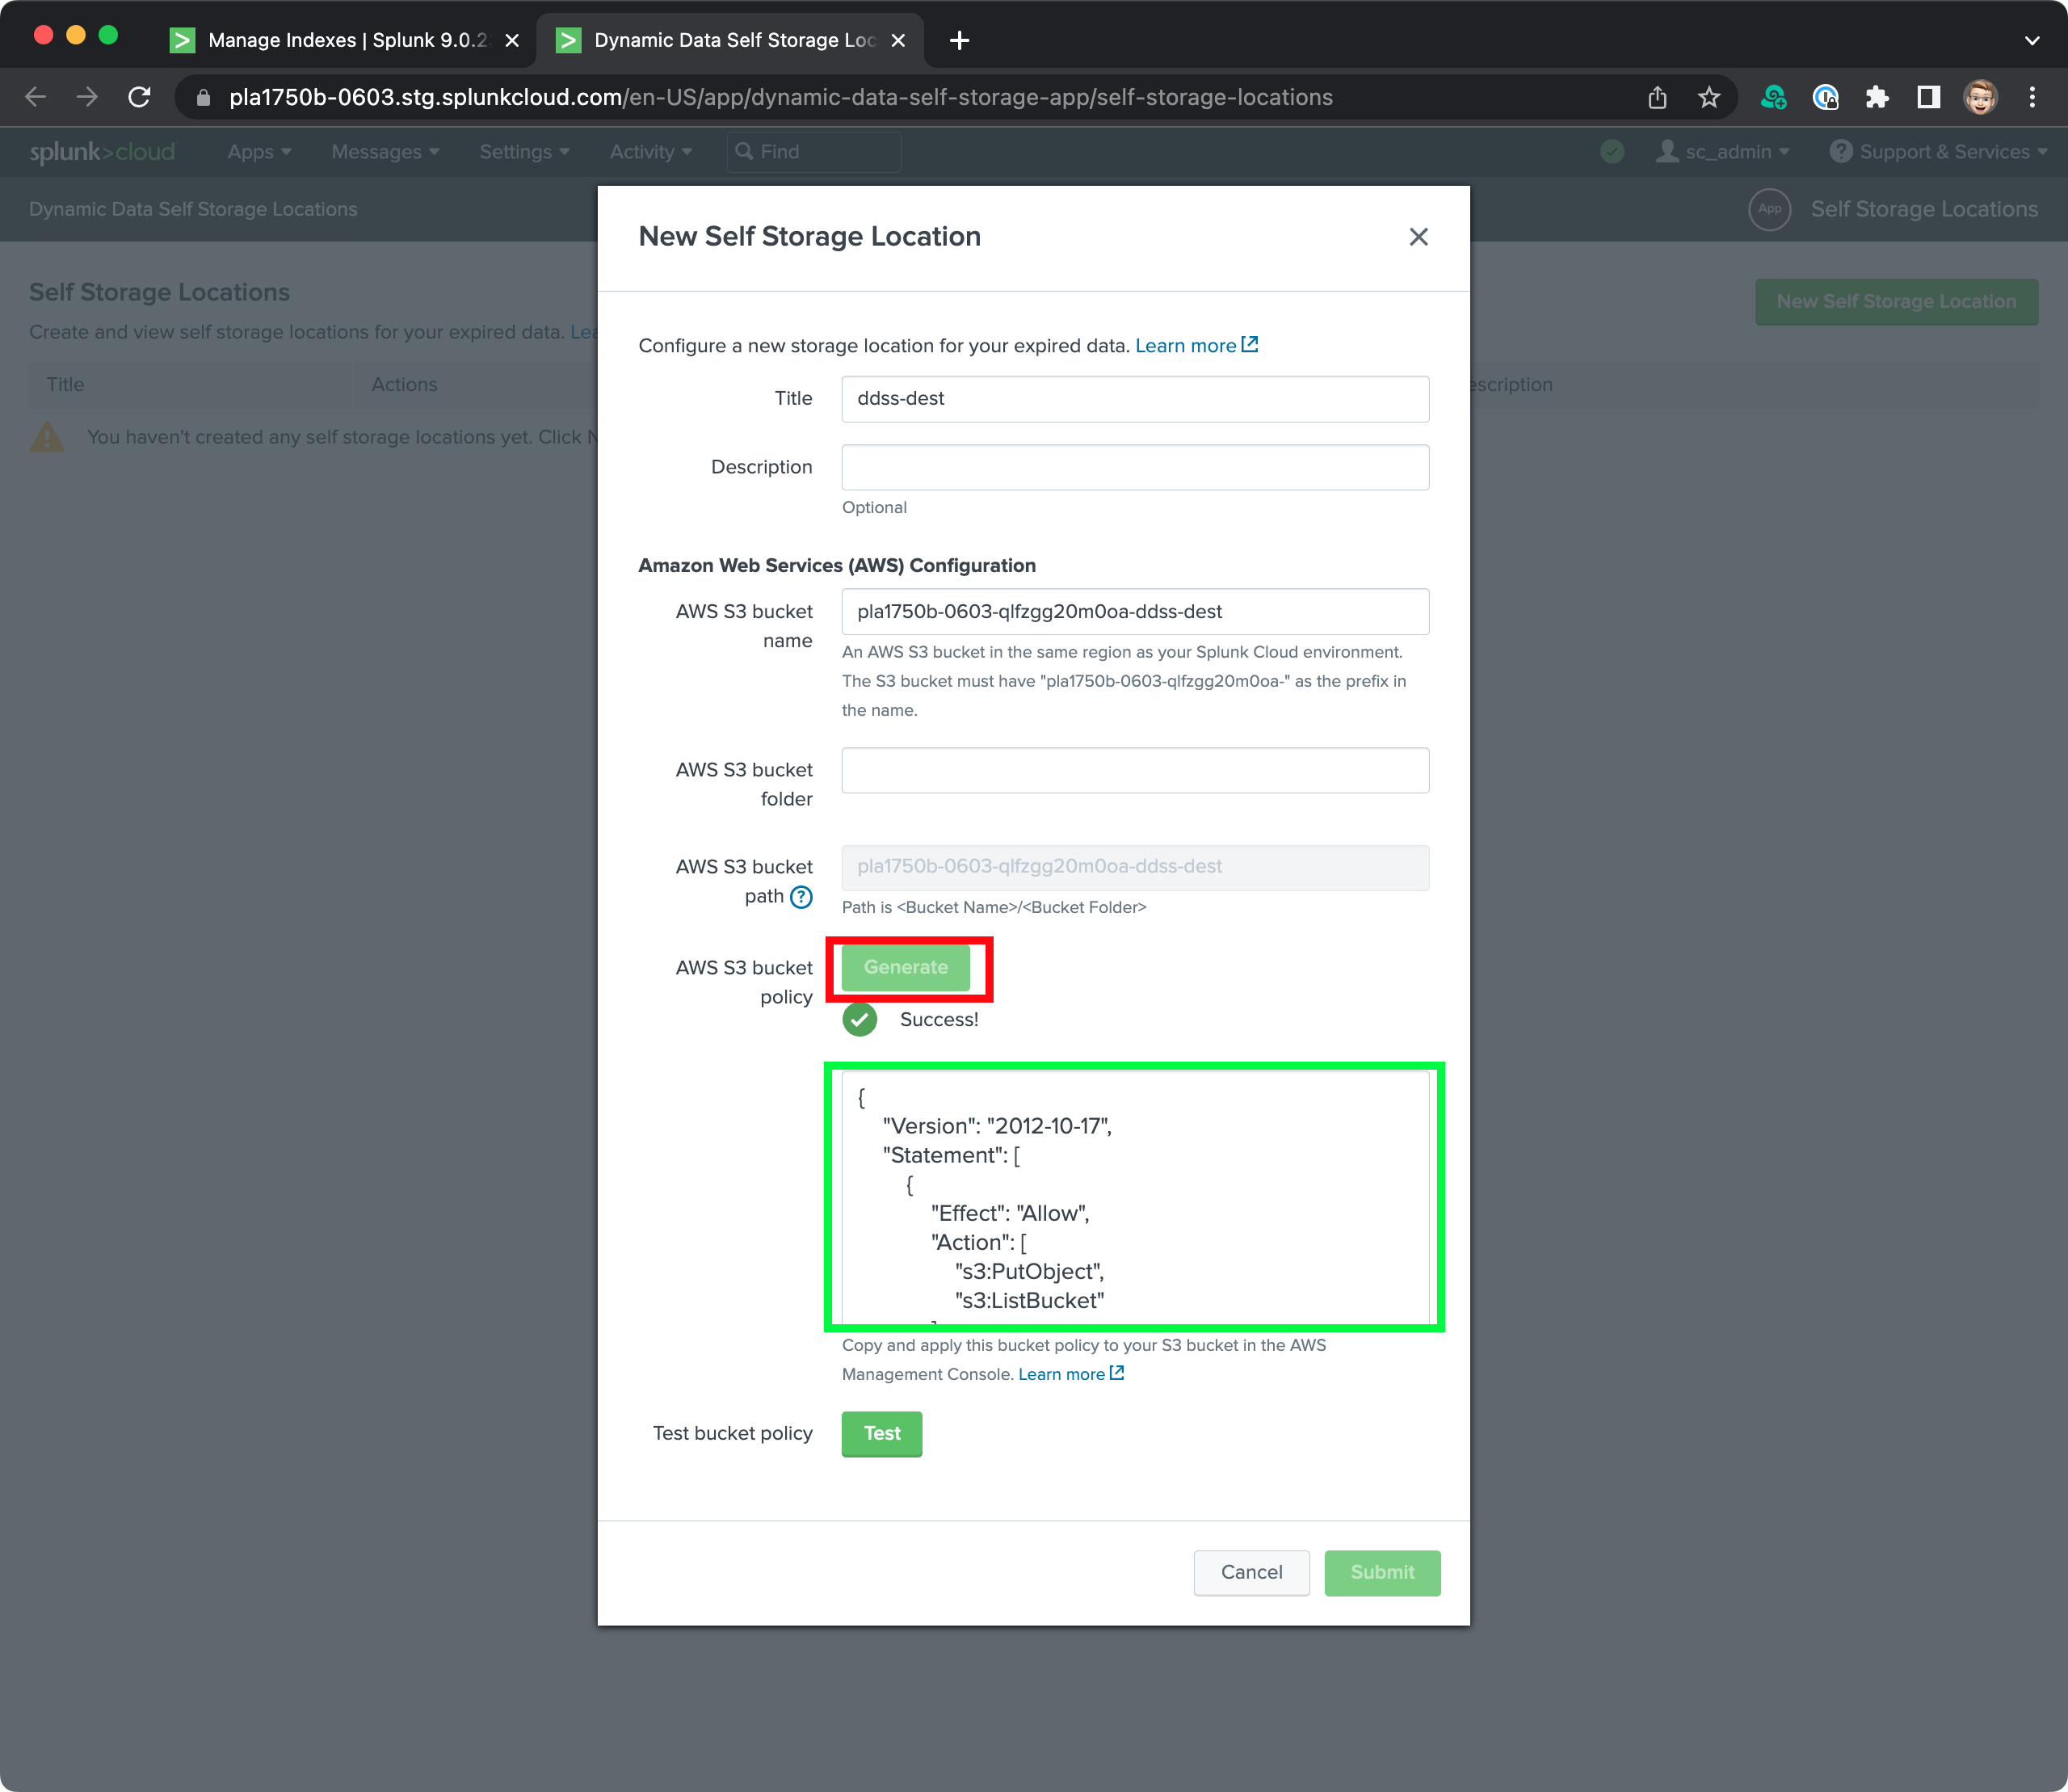 Manage Indexes | Splunk 9.0.2
Dynamic Data Self Storage Loc
pla1750b-0603.stg.splunkcloud.com/en-US/app/dynamic-data-self-storage-app/self-storage-locations
splunk>cloud Apps Messages Settings Activity Find sc_admin Support & Services
Dynamic Data Self Storage Locations
App Self Storage Locations
Self Storage Locations
New Self Storage Location
Create and view self storage locations for your expired data.
Title Actions
You haven't created any self storage locations yet. Click
New Self Storage Location
Configure a new storage location for your expired data. Learn more
Title ddss-dest
Description
Optional
Amazon Web Services (AWS) Configuration
AWS S3 bucket
name
pla1750b-0603-qlfzgg20m0oa-ddss-dest
An AWS S3 bucket in the same region as your Splunk Cloud environment.
The S3 bucket must have "pla1750b-0603-qlfzgg20m0oa-" as the prefix in
the name.
AWS S3 bucket
folder
AWS S3 bucket
path ?
pla1750b-0603-qlfzgg20m0oa-ddss-dest
Path is <Bucket Name>/<Bucket Folder>
AWS S3 bucket
policy
Generate
Success!
{
"Version": "2012-10-17",
"Statement": [
{
"Effect": "Allow",
"Action": [
"s3:PutObject",
"s3:ListBucket"
Copy and apply this bucket policy to your S3 bucket in the AWS
Management Console. Learn more
Test bucket policy Test
Cancel Submit